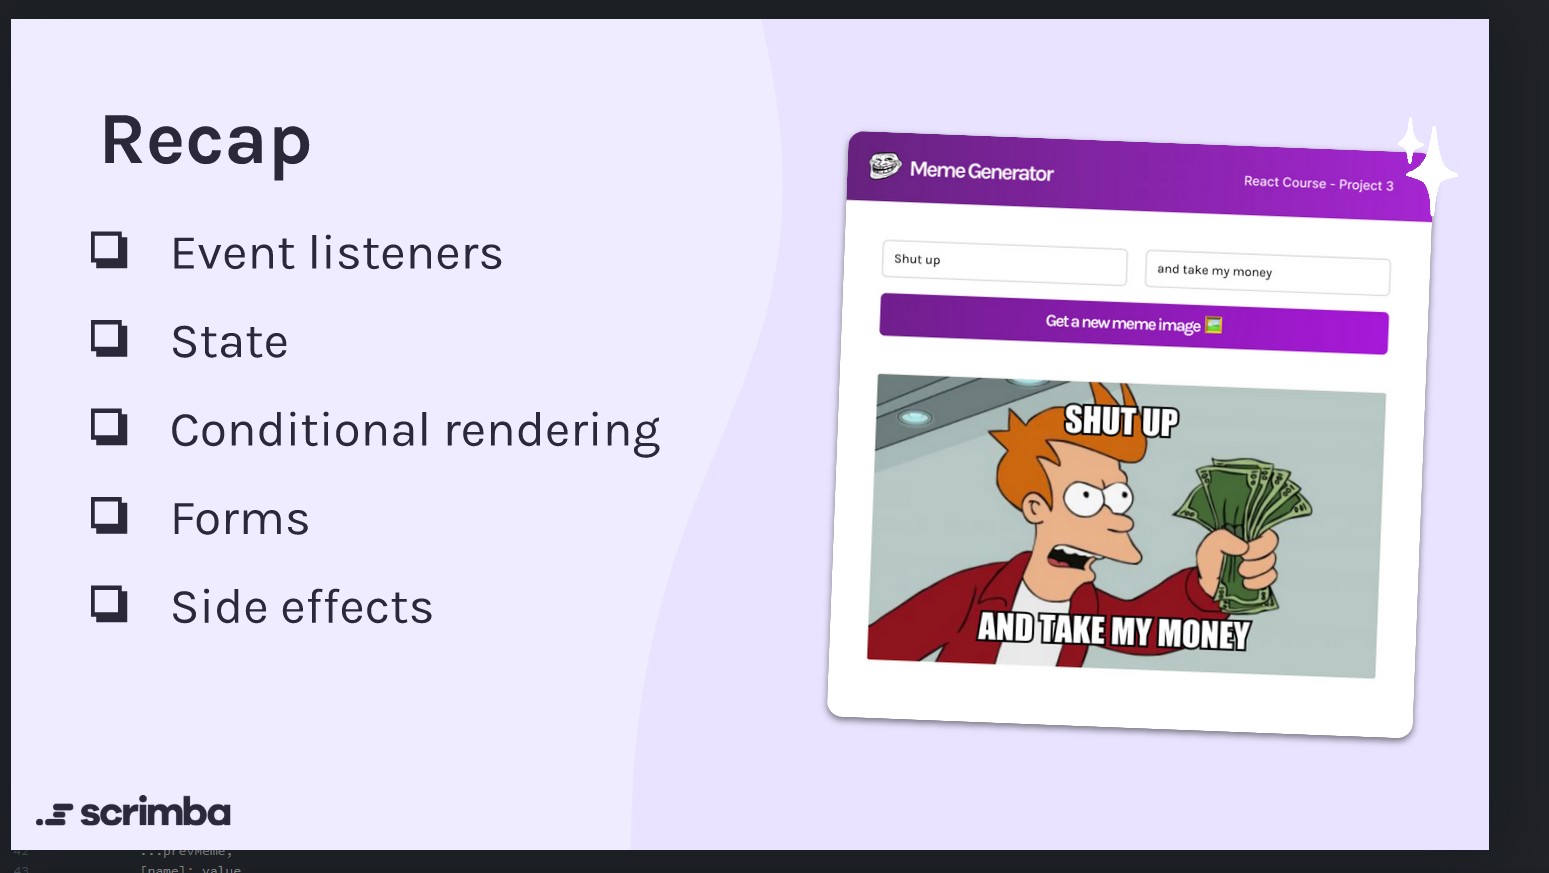 Recap
Event listeners
State
Conditional rendering
Forms
Side effects
scrimba
Meme Generator
React Course - Project 3
Shut up
and take my money
Get a new meme image
SHUT UP
AND TAKE MY MONEY
42 ...prevMeme,
43 [name]: value